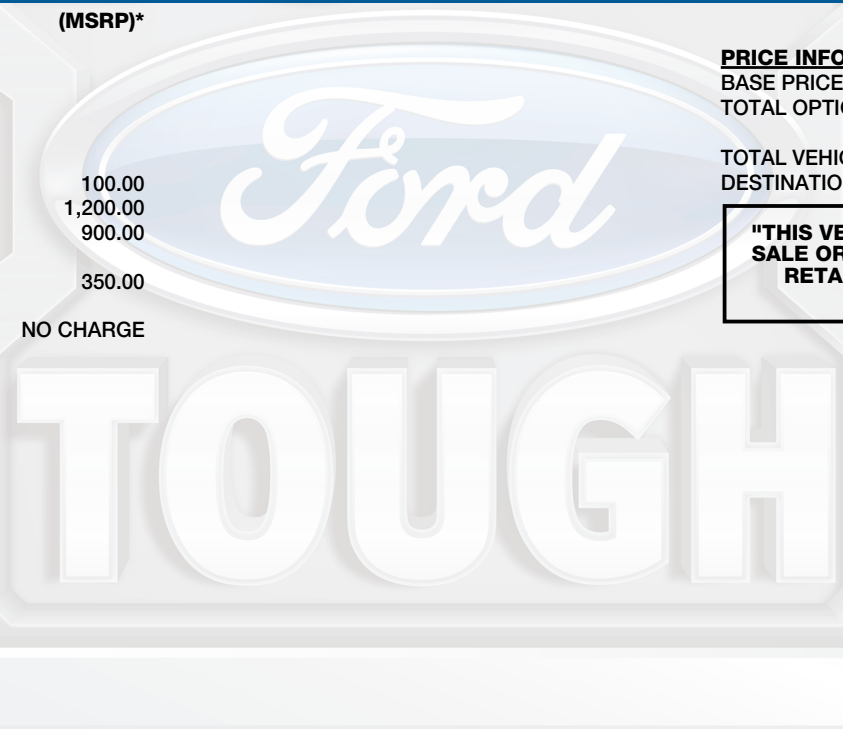 (MSRP)*
100.00
1,200.00
900.00
350.00
NO CHARGE
PRICE INFO
BASE PRICE
TOTAL OPTIO
TOTAL VEHIC
DESTINATIO
"THIS VE
SALE OR
RETA
Ford
TOUGH